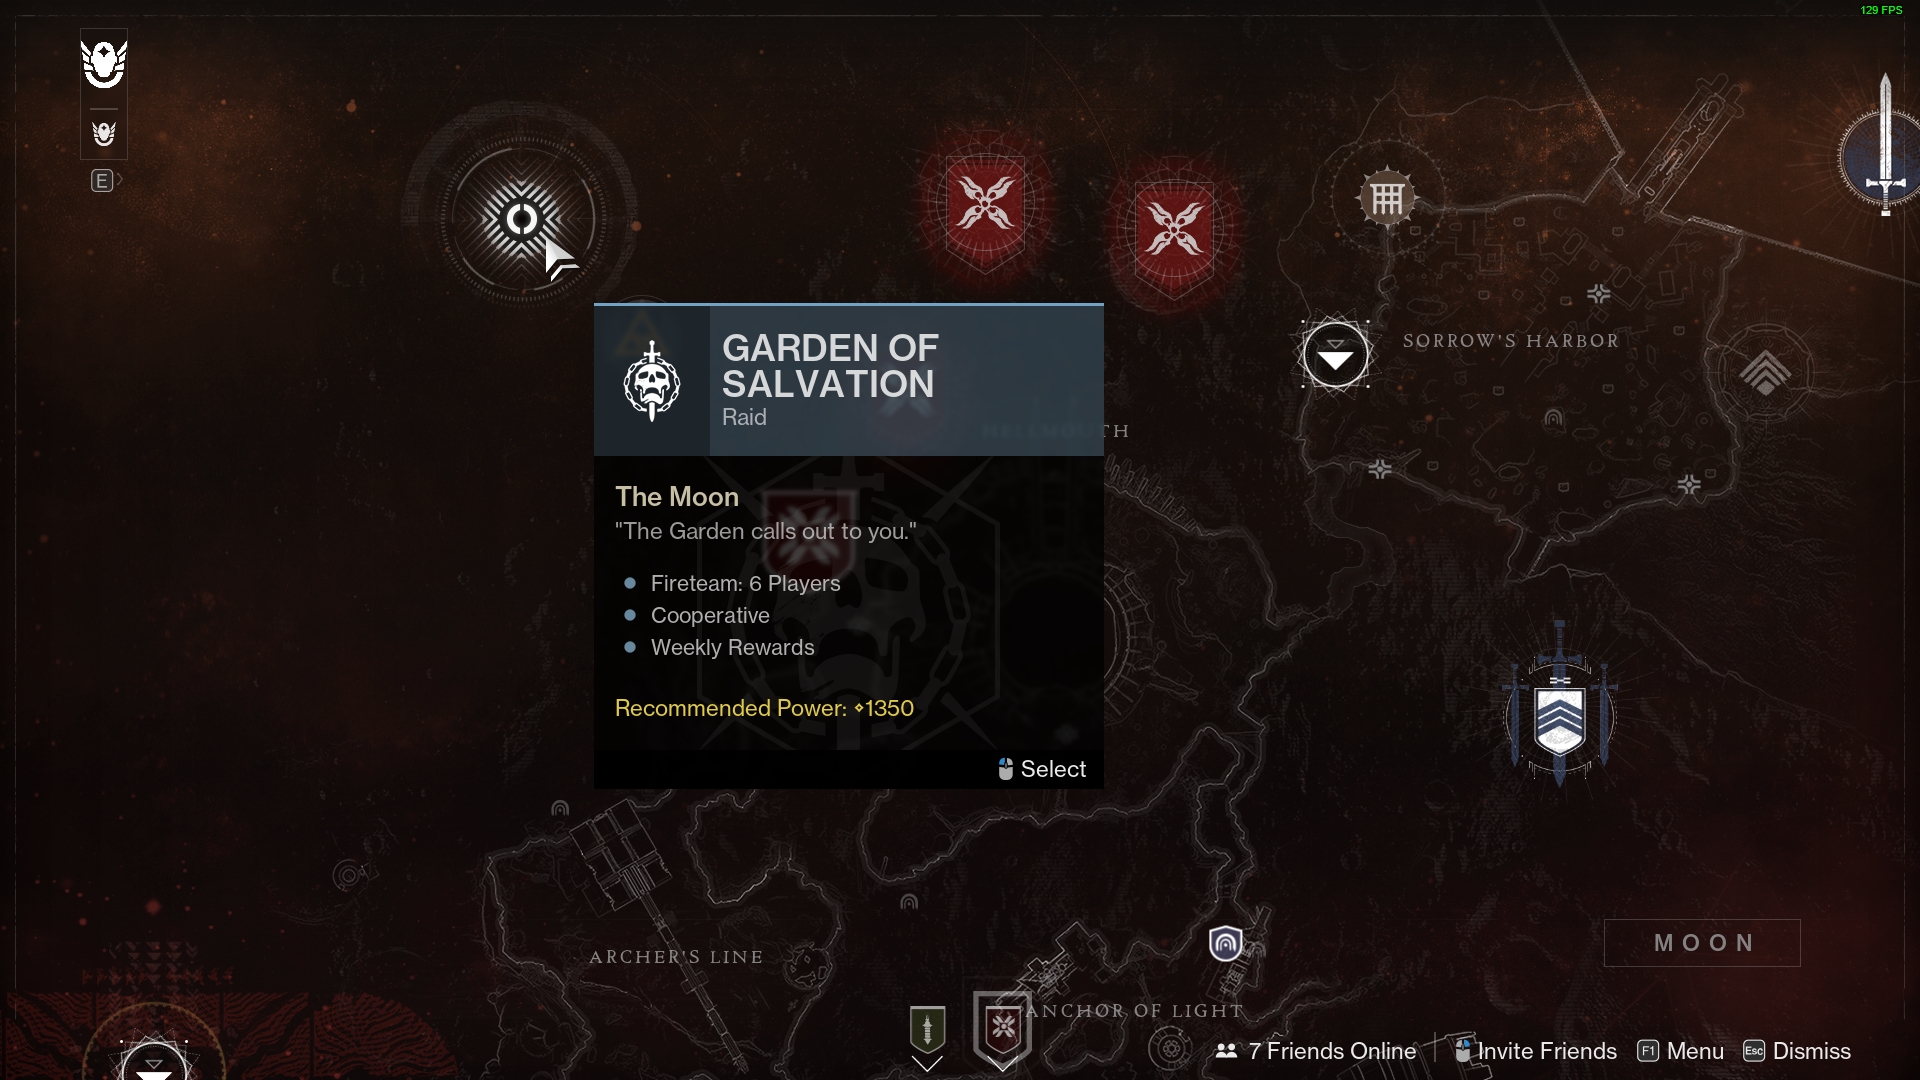 129 FPS
E
GARDEN OF
SALVATION
Raid
SORROW'S HARBOR
HELLMOUTH
The Moon
"The Garden calls out to you."
Fireteam: 6 Players
Cooperative
Weekly Rewards
Recommended Power: 1350
Select
MOON
ARCHER'S LINE
ANCHOR OF LIGHT
7 Friends Online
Invite Friends
F1 Menu
Esc Dismiss